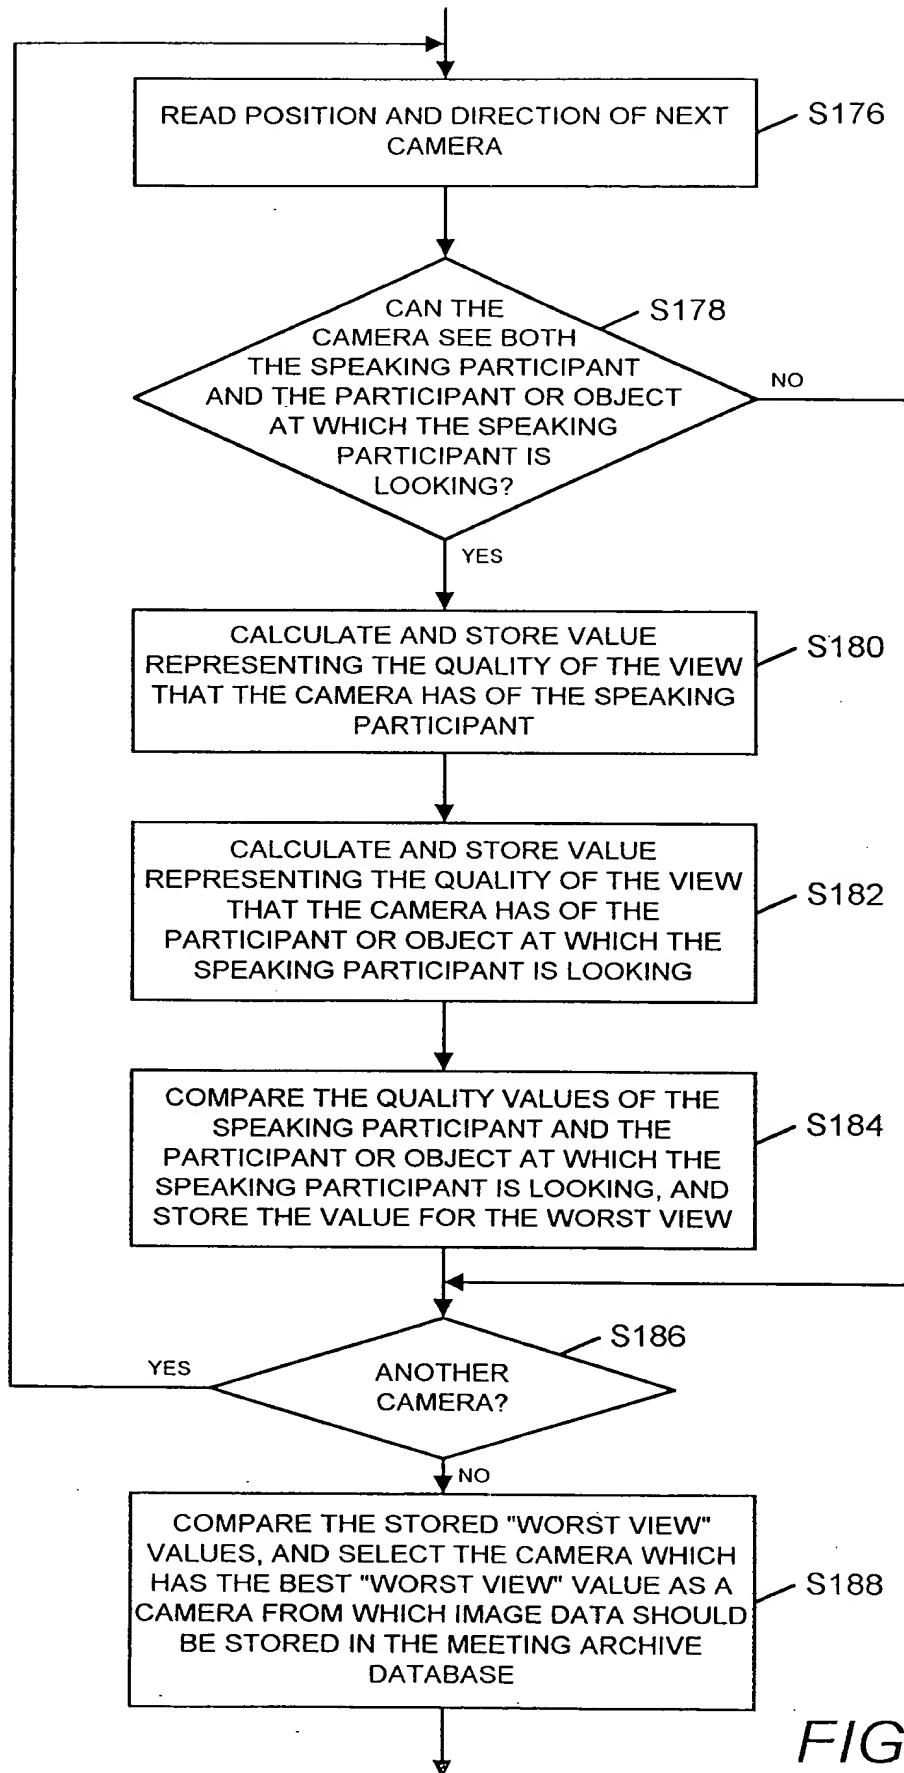 READ POSITION AND DIRECTION OF NEXT
CAMERA
S176
CAN THE
CAMERA SEE BOTH
THE SPEAKING PARTICIPANT
AND THE PARTICIPANT OR OBJECT
AT WHICH THE SPEAKING
PARTICIPANT IS
LOOKING?
S178
NO
YES
CALCULATE AND STORE VALUE
REPRESENTING THE QUALITY OF THE VIEW
THAT THE CAMERA HAS OF THE SPEAKING
PARTICIPANT
S180
CALCULATE AND STORE VALUE
REPRESENTING THE QUALITY OF THE VIEW
THAT THE CAMERA HAS OF THE
PARTICIPANT OR OBJECT AT WHICH THE
SPEAKING PARTICIPANT IS LOOKING
S182
COMPARE THE QUALITY VALUES OF THE
SPEAKING PARTICIPANT AND THE
PARTICIPANT OR OBJECT AT WHICH THE
SPEAKING PARTICIPANT IS LOOKING, AND
STORE THE VALUE FOR THE WORST VIEW
S184
YES
ANOTHER
CAMERA?
S186
NO
COMPARE THE STORED "WORST VIEW"
VALUES, AND SELECT THE CAMERA WHICH
HAS THE BEST "WORST VIEW" VALUE AS A
CAMERA FROM WHICH IMAGE DATA SHOULD
BE STORED IN THE MEETING ARCHIVE
DATABASE
S188
FIG